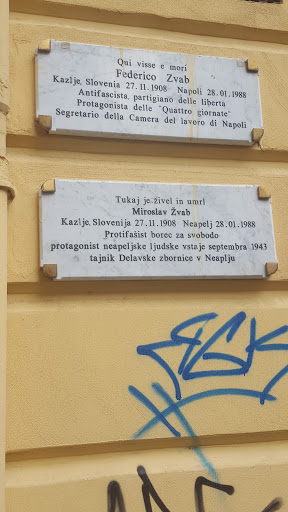 Qui visse e morì
Federico Zvab
Kazlje, Slovenia 27.11.1908 Napoli 28.01.1988
Antifascista, partigiano delle libertà
Protagonista delle "Quattro giornate"
Segretario della Camera del lavoro di Napoli
Tukaj je živel in umrl
Miroslav Žvab
Kazlje, Slovenija 27.11.1908 Neapelj 28.01.1988
Protifašist borec za svobodo
protagonist neapeljske ljudske vstaje septembra 1943
tajnik Delavske zbornice v Neaplju